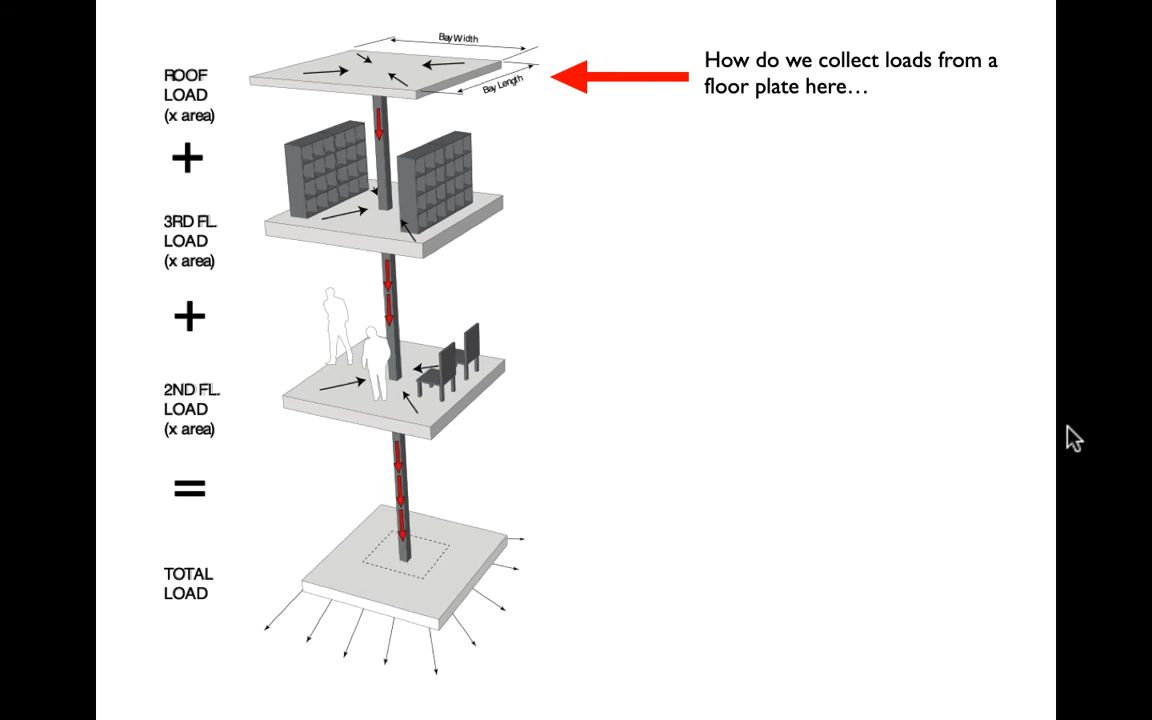 Bay Width
Bay Length
How do we collect loads from a
floor plate here…
ROOF
LOAD
(x area)
+
3RD FL.
LOAD
(x area)
+
2ND FL.
LOAD
(x area)
=
TOTAL
LOAD